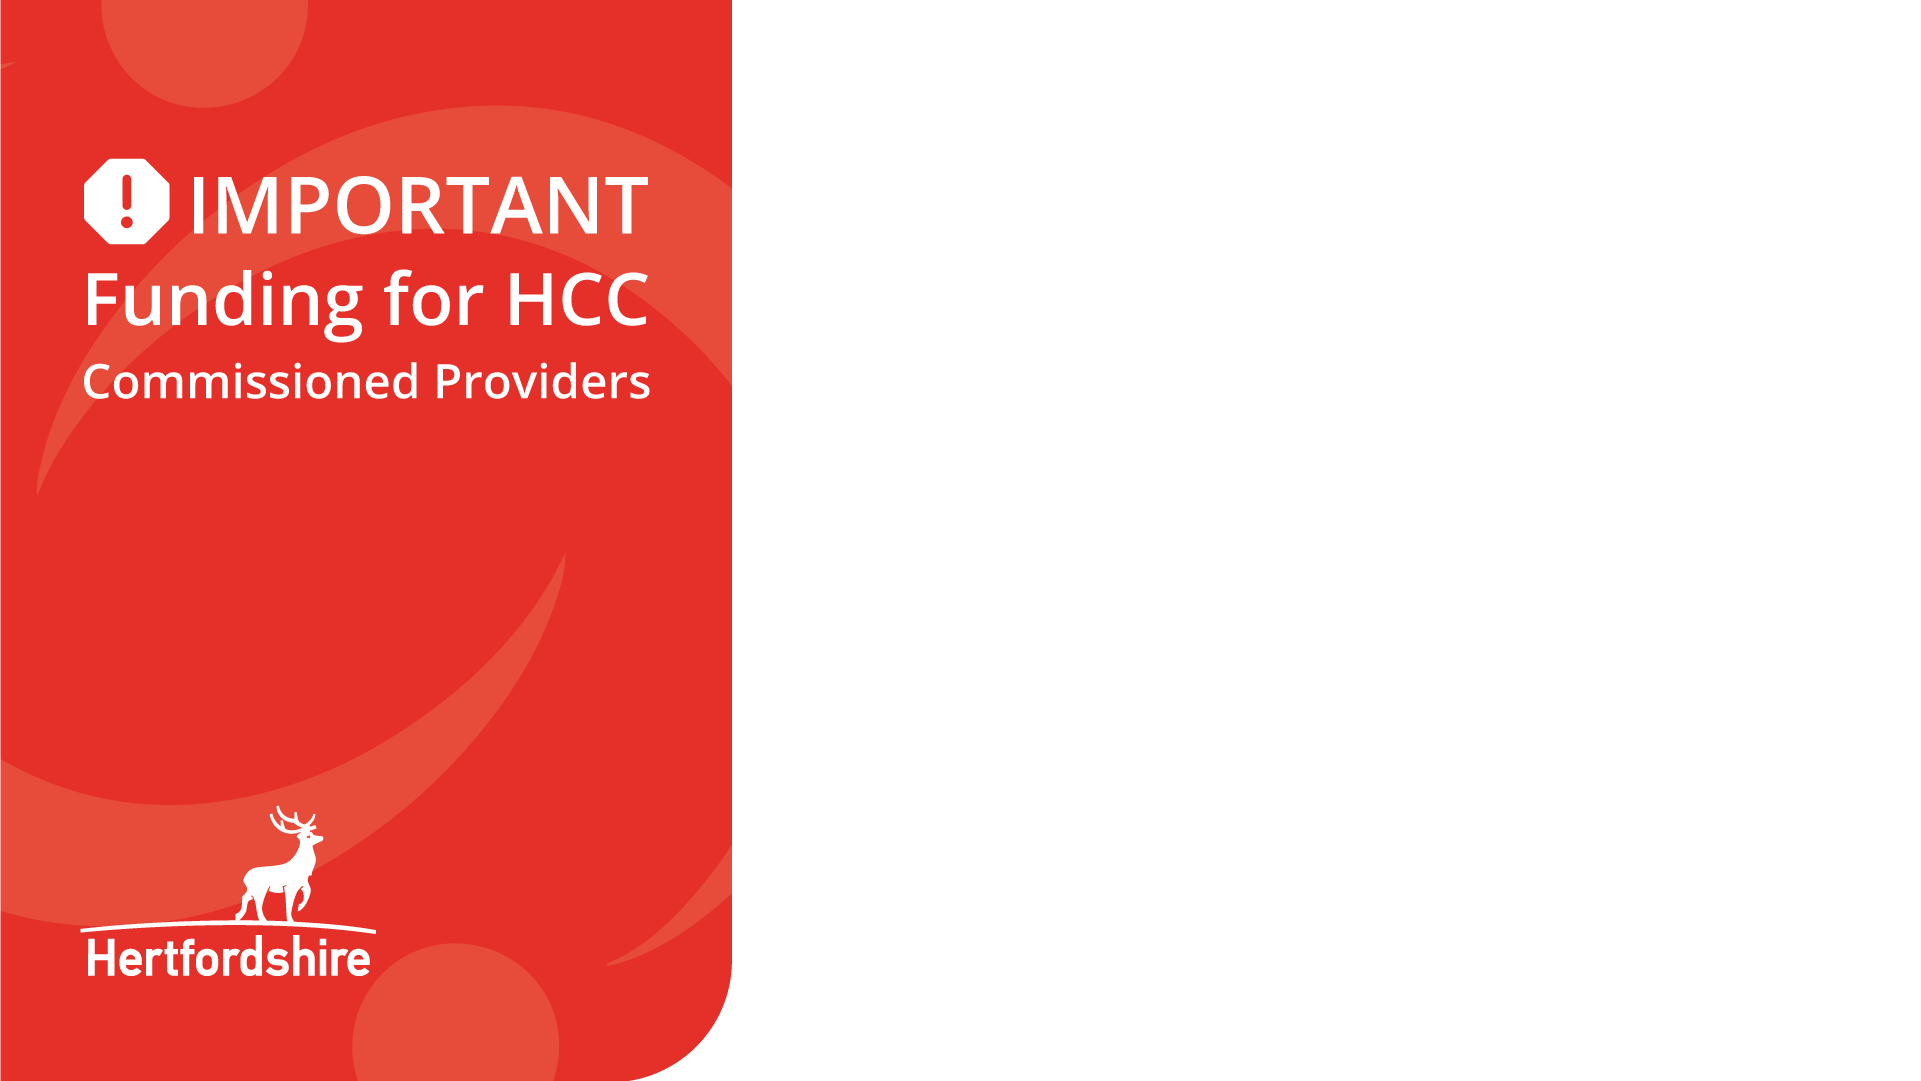 IMPORTANT
Funding for HCC
Commissioned Providers
Hertfordshire